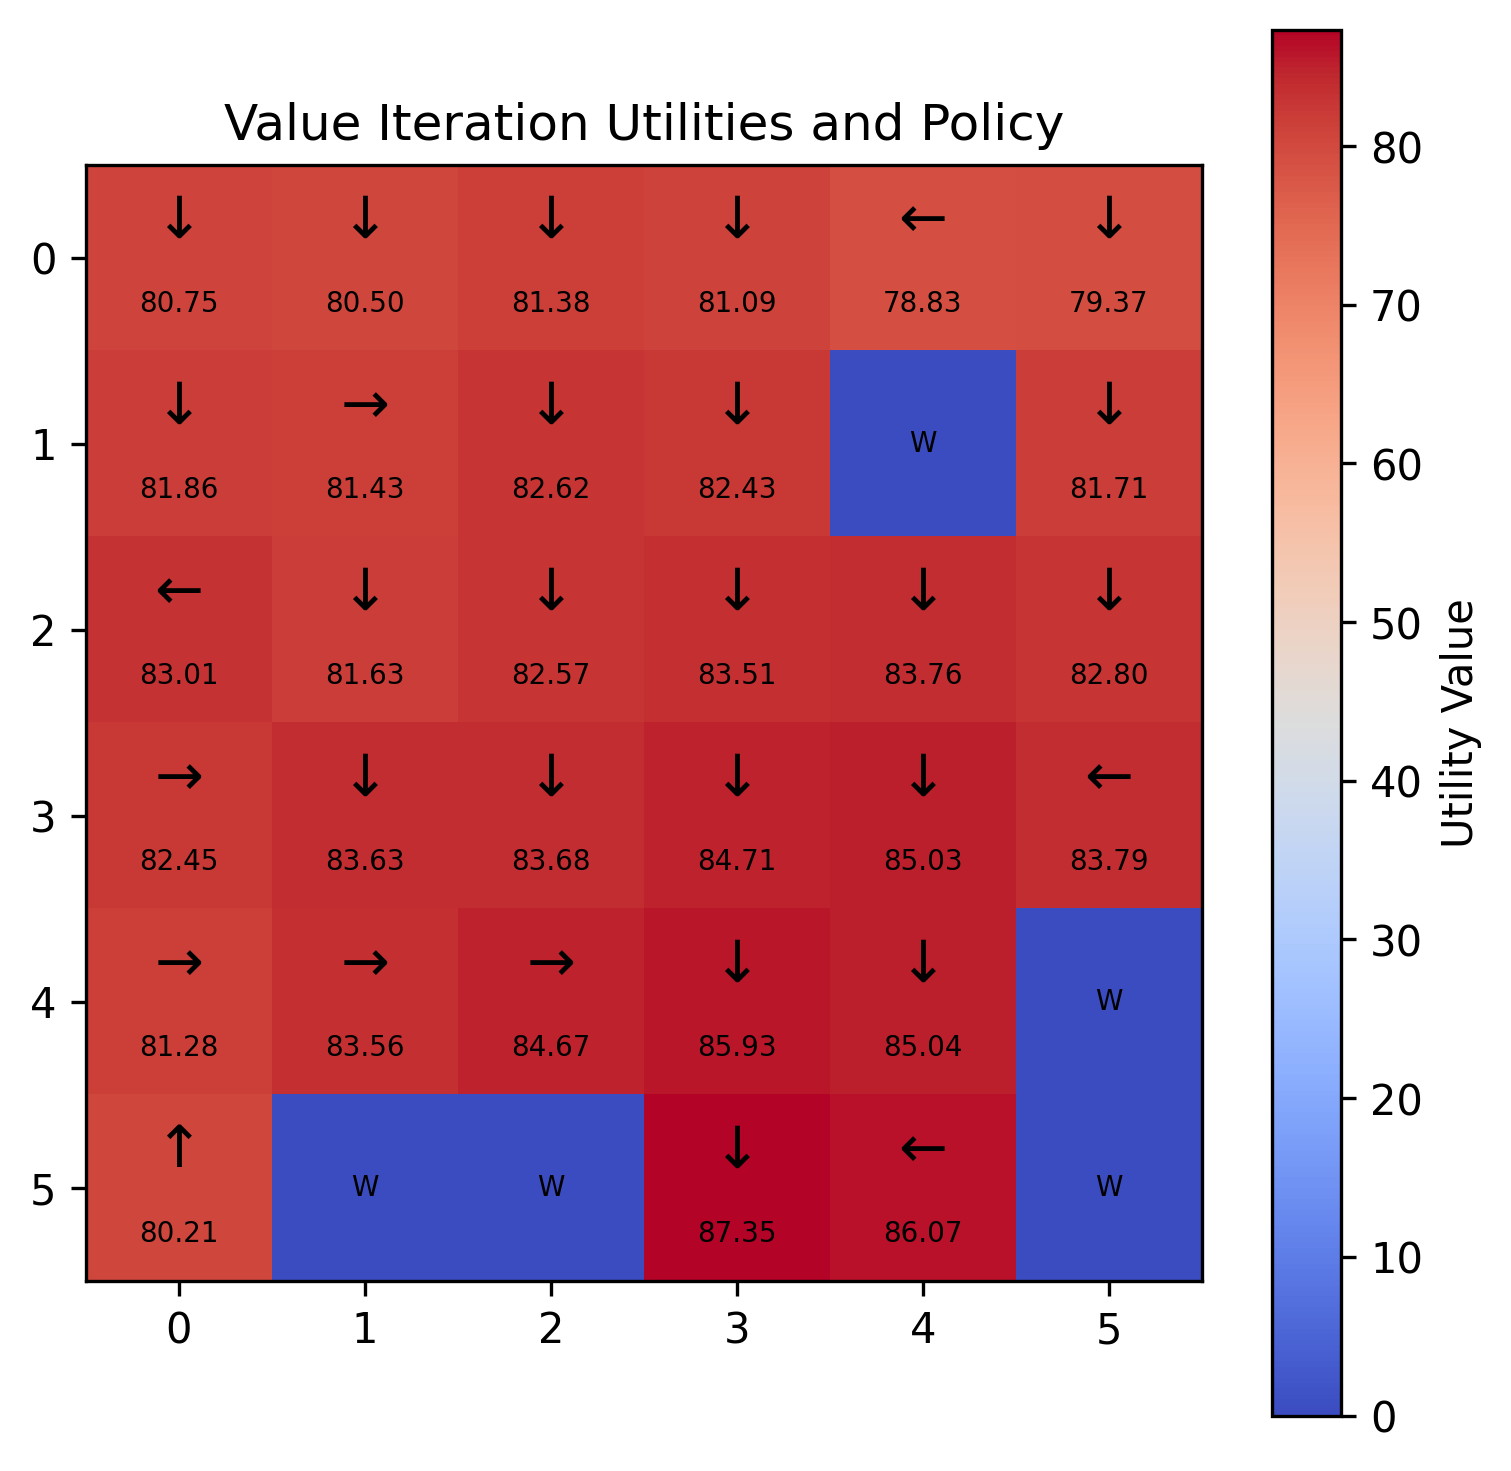 Value Iteration Utilities and Policy
0 ↓ ↓ ↓ ↓ ← ↓
80.75 80.50 81.38 81.09 78.83 79.37
1 ↓ → ↓ ↓ W ↓
81.86 81.43 82.62 82.43 81.71
2 ← ↓ ↓ ↓ ↓ ↓
83.01 81.63 82.57 83.51 83.76 82.80
3 → ↓ ↓ ↓ ↓ ←
82.45 83.63 83.68 84.71 85.03 83.79
4 → → → ↓ ↓ W
81.28 83.56 84.67 85.93 85.04
5 ↑ W W ↓ ← W
80.21 87.35 86.07
0 1 2 3 4 5
80
70
60
50
40
30
20
10
0
Utility Value